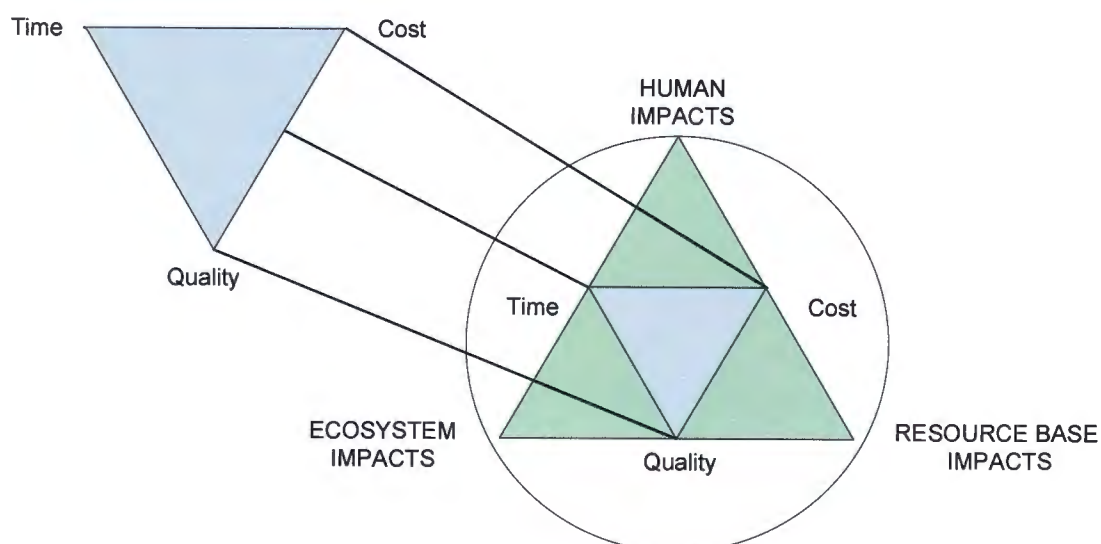 Time
Cost
Quality
HUMAN
IMPACTS
Time
Cost
ECOSYSTEM
IMPACTS
Quality
RESOURCE BASE
IMPACTS